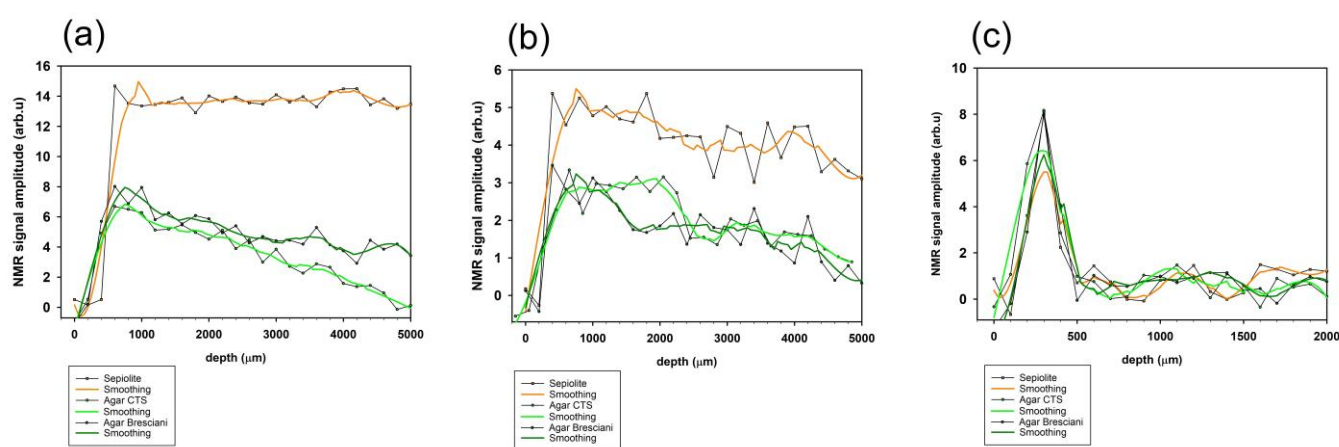 (a)
NMR signal amplitude (arb.u)
16
14
12
10
8
6
4
2
0
0 1000 2000 3000 4000 5000
depth (μm)
Sepiolite
Smoothing
Agar CTS
Smoothing
Agar Bresciani
Smoothing
(b)
NMR signal amplitude (arb.u)
6
5
4
3
2
1
0
0 1000 2000 3000 4000 5000
depth (μm)
Sepiolite
Smoothing
Agar CTS
Smoothing
Agar Bresciani
Smoothing
(c)
NMR signal amplitude (arb.u)
10
8
6
4
2
0
0 500 1000 1500 2000
depth (μm)
Sepiolite
Smoothing
Agar CTS
Smoothing
Agar Bresciani
Smoothing